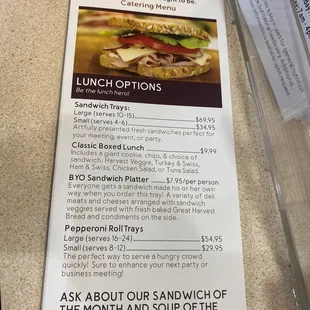 to be.
Catering Menu
LUNCH OPTIONS
Be the lunch hero!
Sandwich Trays:
Large (serves 10-15) $69.95
Small (serves 4-6) $34.95
Artfully presented fresh sandwiches perfect for
your meeting, event, or party.
Classic Boxed Lunch $9.99
Includes a giant cookie, chips, & choice of
sandwich: Harvest Veggie, Turkey & Swiss,
Ham & Swiss, Chicken Salad, or Tuna Salad.
BYO Sandwich Platter $7.95/per person
Everyone gets a sandwich made his or her own
way when you order this tray! A variety of deli
meats and cheeses arranged with sandwich
veggies served with fresh baked Great Harvest
Bread and condiments on the side.
Pepperoni Roll Trays
Large (serves 16-24) $54.95
Small (serves 8-12) $29.95
The perfect way to serve a hungry crowd
quickly! Sure to enhance your next party or
business meeting!
ASK ABOUT OUR SANDWICH OF
THE MONTH AND SOUP OF THE